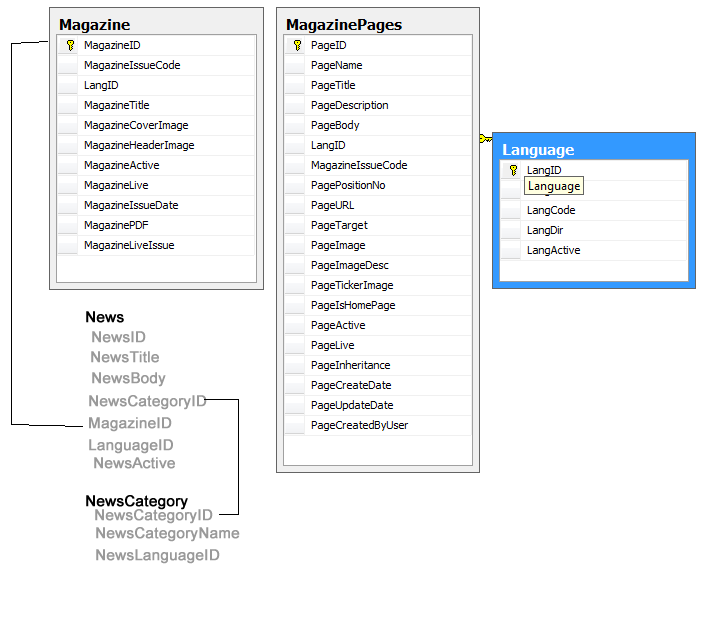 Magazine
MagazineID
MagazineIssueCode
LangID
MagazineTitle
MagazineCoverImage
MagazineHeaderImage
MagazineActive
MagazineLive
MagazineIssueDate
MagazinePDF
MagazineLiveIssue
MagazinePages
PageID
PageName
PageTitle
PageDescription
PageBody
LangID
MagazineIssueCode
PagePositionNo
PageURL
PageTarget
PageImage
PageImageDesc
PageTickerImage
PageIsHomePage
PageActive
PageLive
PageInheritance
PageCreateDate
PageUpdateDate
PageCreatedByUser
Language
LangID
Language
LangCode
LangDir
LangActive
News
NewsID
NewsTitle
NewsBody
NewsCategoryID
MagazineID
LanguageID
NewsActive
NewsCategory
NewsCategoryID
NewsCategoryName
NewsLanguageID